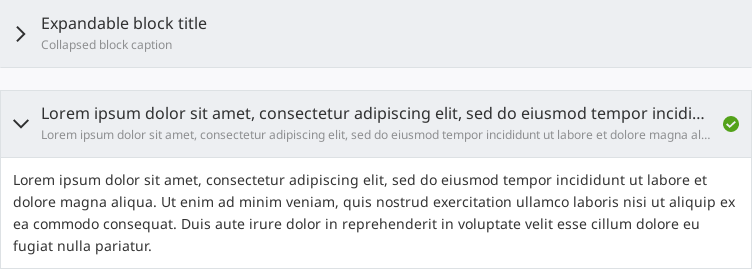 Expandable block title
Collapsed block caption
Lorem ipsum dolor sit amet, consectetur adipiscing elit, sed do eiusmod tempor incidi...
Lorem ipsum dolor sit amet, consectetur adipiscing elit, sed do eiusmod tempor incididunt ut labore et dolore magna al...
Lorem ipsum dolor sit amet, consectetur adipiscing elit, sed do eiusmod tempor incididunt ut labore et
dolore magna aliqua. Ut enim ad minim veniam, quis nostrud exercitation ullamco laboris nisi ut aliquip ex
ea commodo consequat. Duis aute irure dolor in reprehenderit in voluptate velit esse cillum dolore eu
fugiat nulla pariatur.